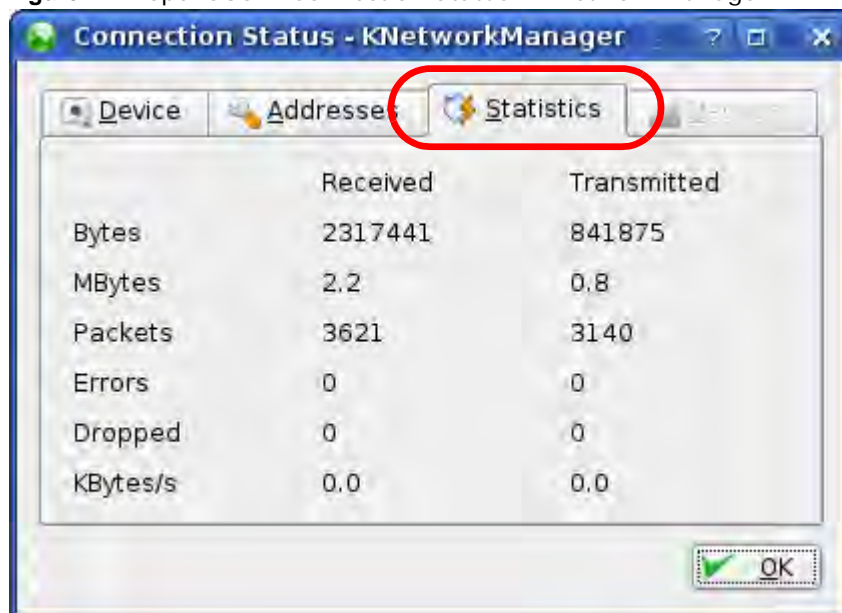 Connection Status - KNetworkManager
Device Addresses Statistics
Received Transmitted
Bytes 2317441 841875
MBytes 2.2 0.8
Packets 3621 3140
Errors 0 0
Dropped 0 0
KBytes/s 0.0 0.0
OK